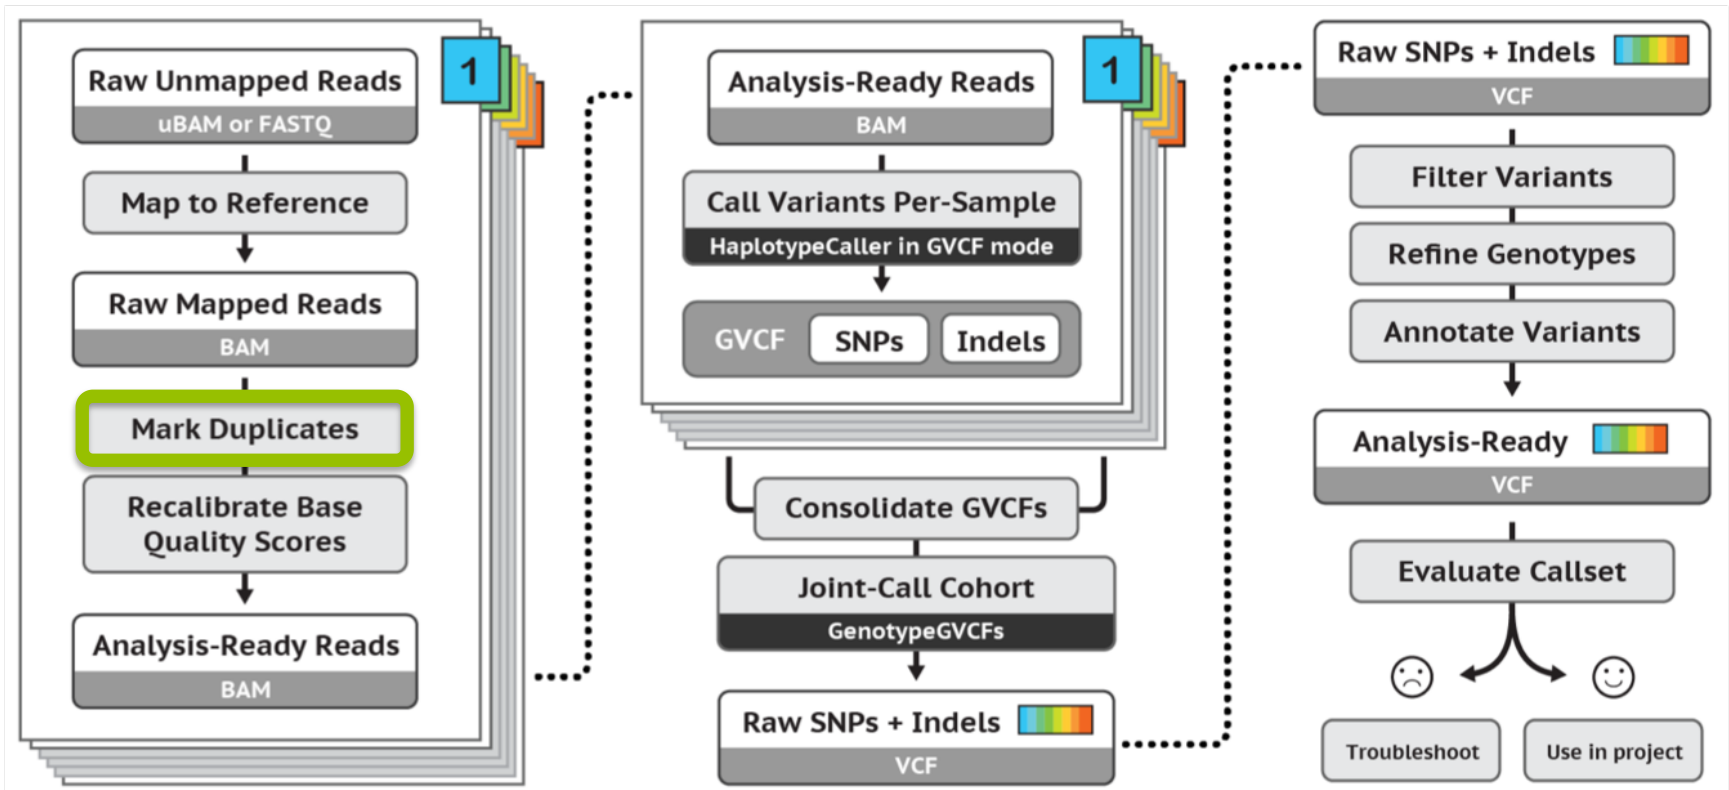 1
Raw Unmapped Reads
uBAM or FASTQ
Map to Reference
Raw Mapped Reads
BAM
Mark Duplicates
Recalibrate Base
Quality Scores
Analysis-Ready Reads
BAM
1
Analysis-Ready Reads
BAM
Call Variants Per-Sample
HaplotypeCaller in GVCF mode
GVCF SNPs Indels
Consolidate GVCFs
Joint-Call Cohort
GenotypeGVCFs
Raw SNPs + Indels
VCF
Raw SNPs + Indels
VCF
Filter Variants
Refine Genotypes
Annotate Variants
Analysis-Ready
VCF
Evaluate Callset
Troubleshoot
Use in project